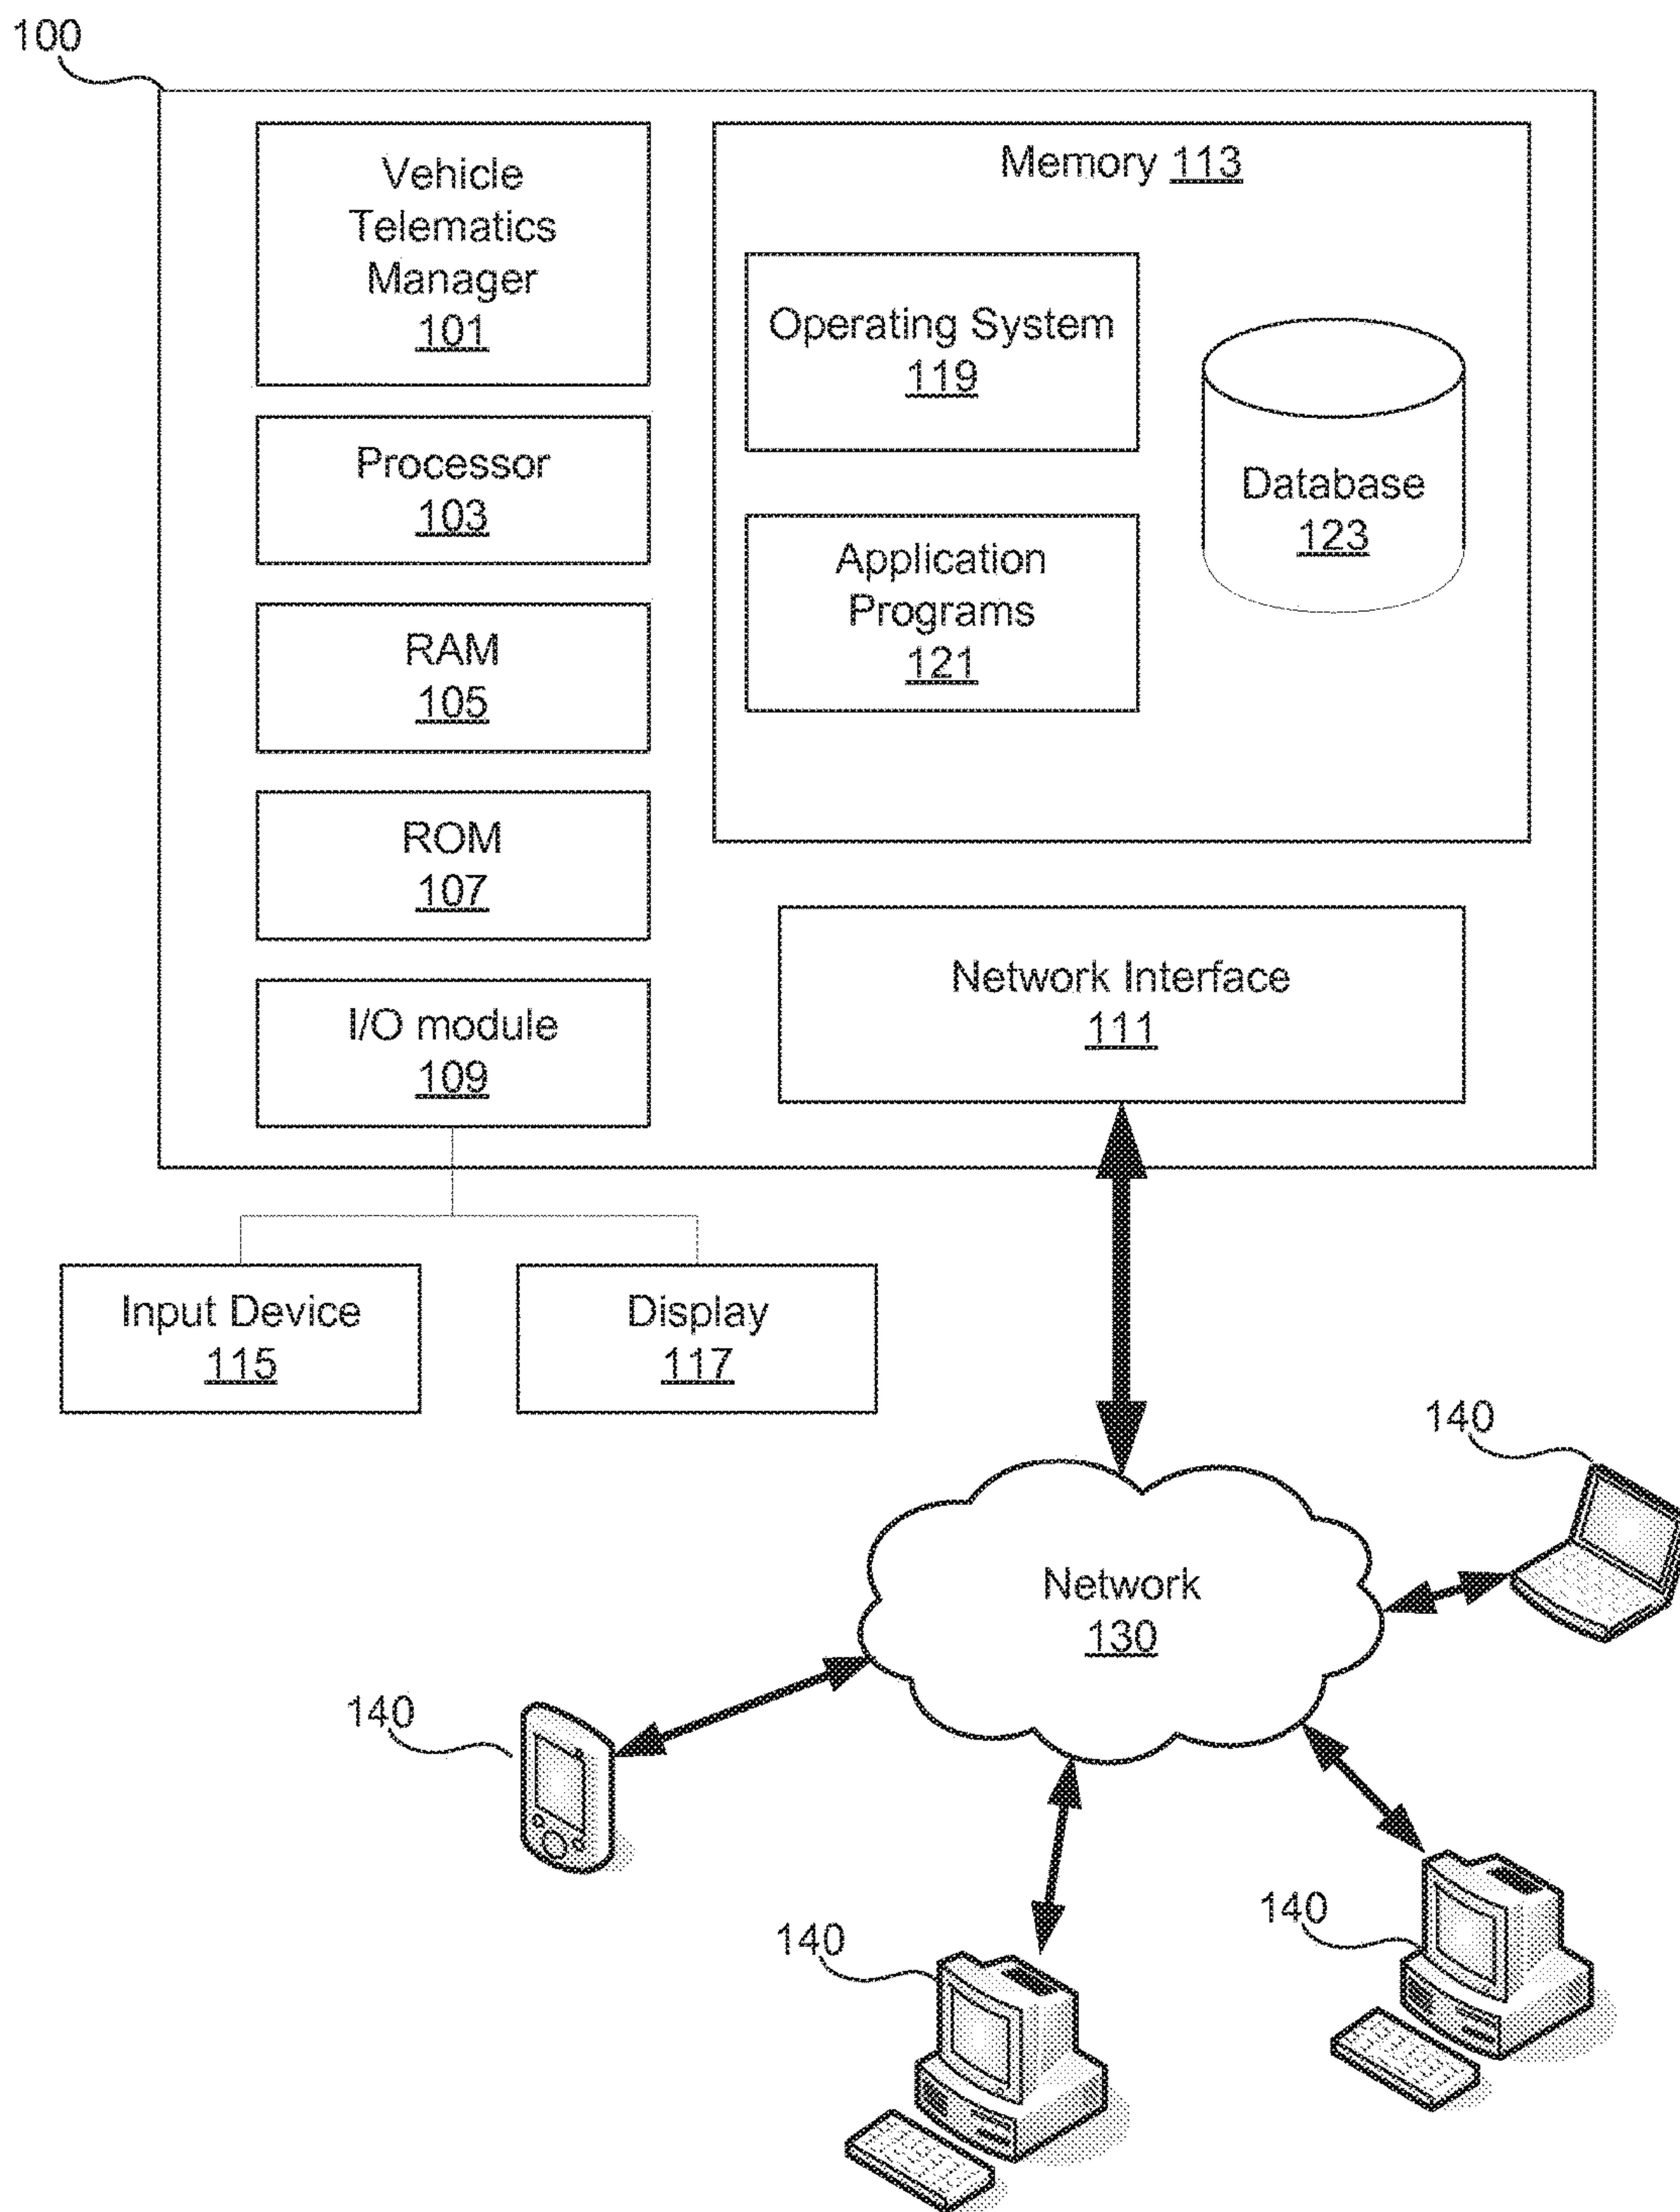 100
Vehicle
Telematics
Manager
101
Processor
103
RAM
105
ROM
107
I/O module
109
Memory 113
Operating System
119
Application
Programs
121
Database
123
Network Interface
111
Input Device
115
Display
117
Network
130
140
140
140
140